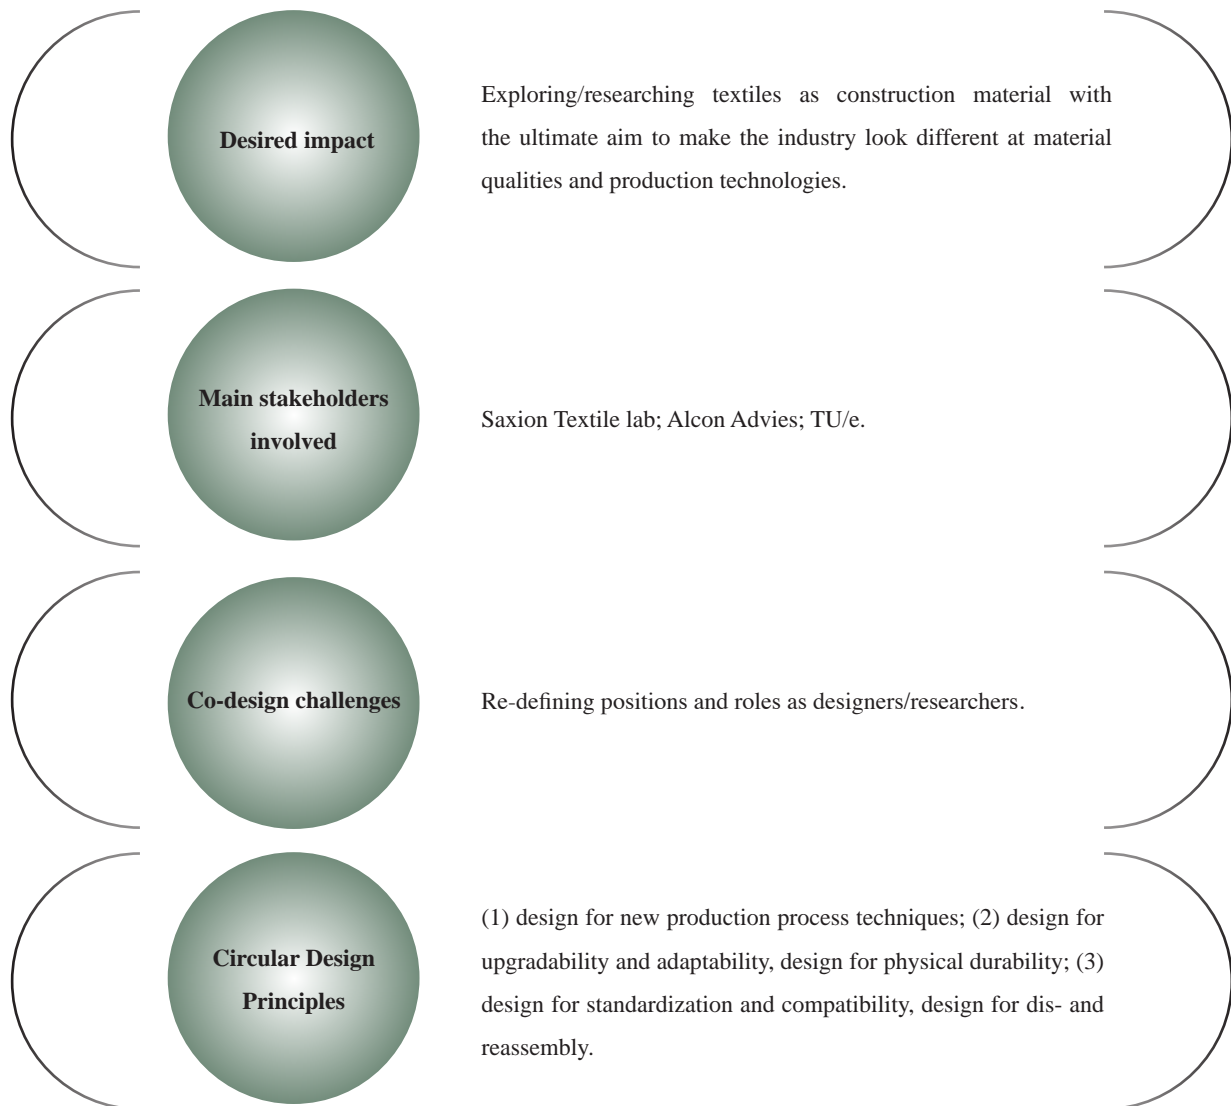 Desired impact
Exploring/researching textiles as construction material with
the ultimate aim to make the industry look different at material
qualities and production technologies.
Main stakeholders
involved
Saxion Textile lab; Alcon Advies; TU/e.
Co-design challenges
Re-defining positions and roles as designers/researchers.
Circular Design
Principles
(1) design for new production process techniques; (2) design for
upgradability and adaptability, design for physical durability; (3)
design for standardization and compatibility, design for dis- and
reassembly.